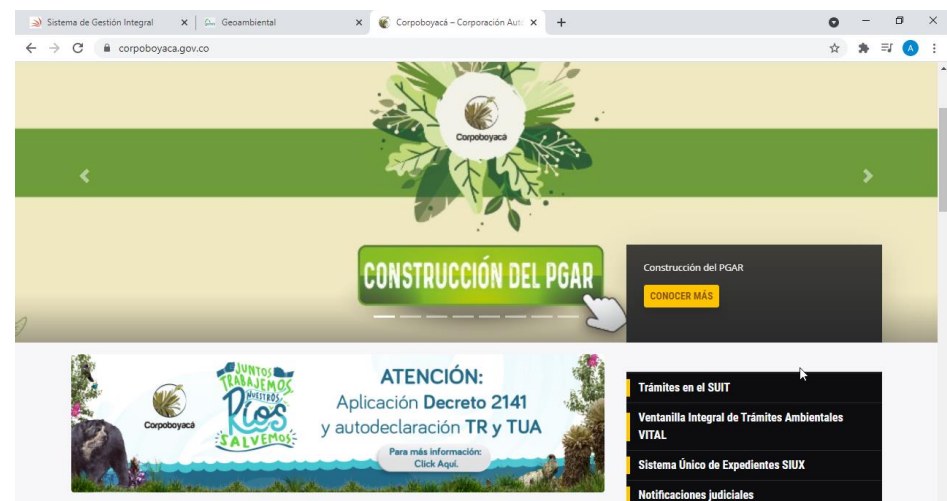 Sistema de Gestión Integral
Geoambiental
Corpoboyacá – Corporación Aut
corpoboyaca.gov.co
A
Corpoboyacá
CONSTRUCCIÓN DEL PGAR
Construcción del PGAR
CONOCER MÁS
Corpoboyacá
JUNTOS
TRABAJEMOS
NUESTROS
Ríos
SALVEMOS
ATENCIÓN:
Aplicación Decreto 2141
y autodeclaración TR y TUA
Para más información:
Click Aquí.
Trámites en el SUIT
Ventanilla Integral de Trámites Ambientales
VITAL
Sistema Único de Expedientes SIUX
Notificaciones judiciales